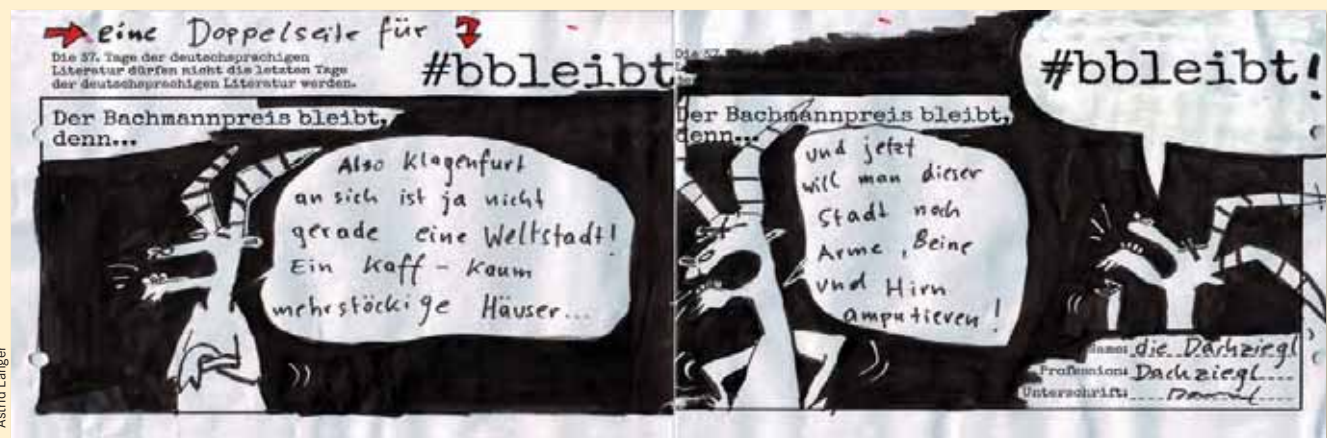 eine Doppelseite für
Die 37. Tage der deutschsprachigen
Literatur dürfen nicht die letzten Tage
der deutschsprachigen Literatur werden.
#bbleibt
Der Bachmannpreis bleibt,
denn...
Also Klagenfurt
an sich ist ja nicht
gerade eine Weltstadt!
Ein Kaff - Kaum
mehrstöckige Häuser...
Die 37.
Der Bachmannpreis bleibt,
denn...
und jetzt
will man dieser
Stadt noch
Arme, Beine
und Hirn
amputieren!
#bbleibt!
Name: die Dachziegl
Profession: Dachziegl
Unterschrift:
Astrid Langer